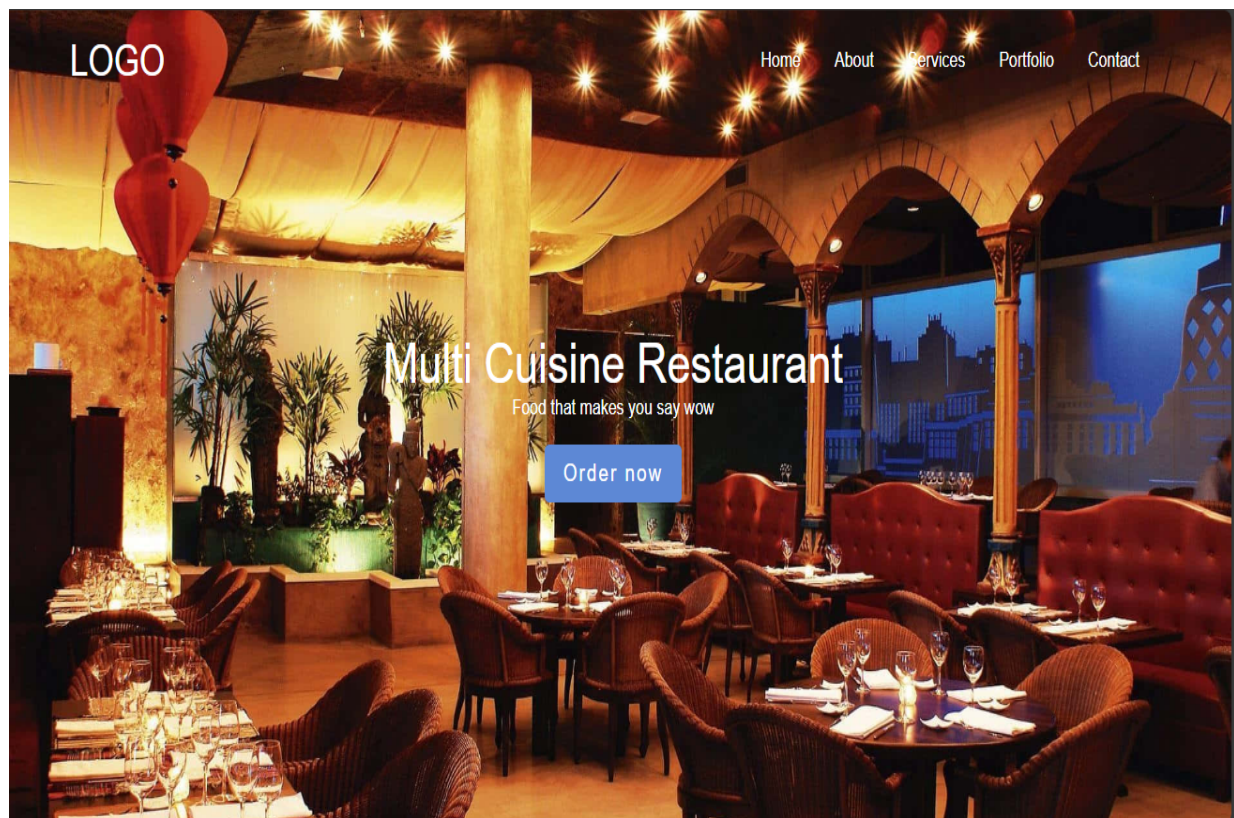 LOGO
Home About Services Portfolio Contact
Multi Cuisine Restaurant
Food that makes you say wow
Order now